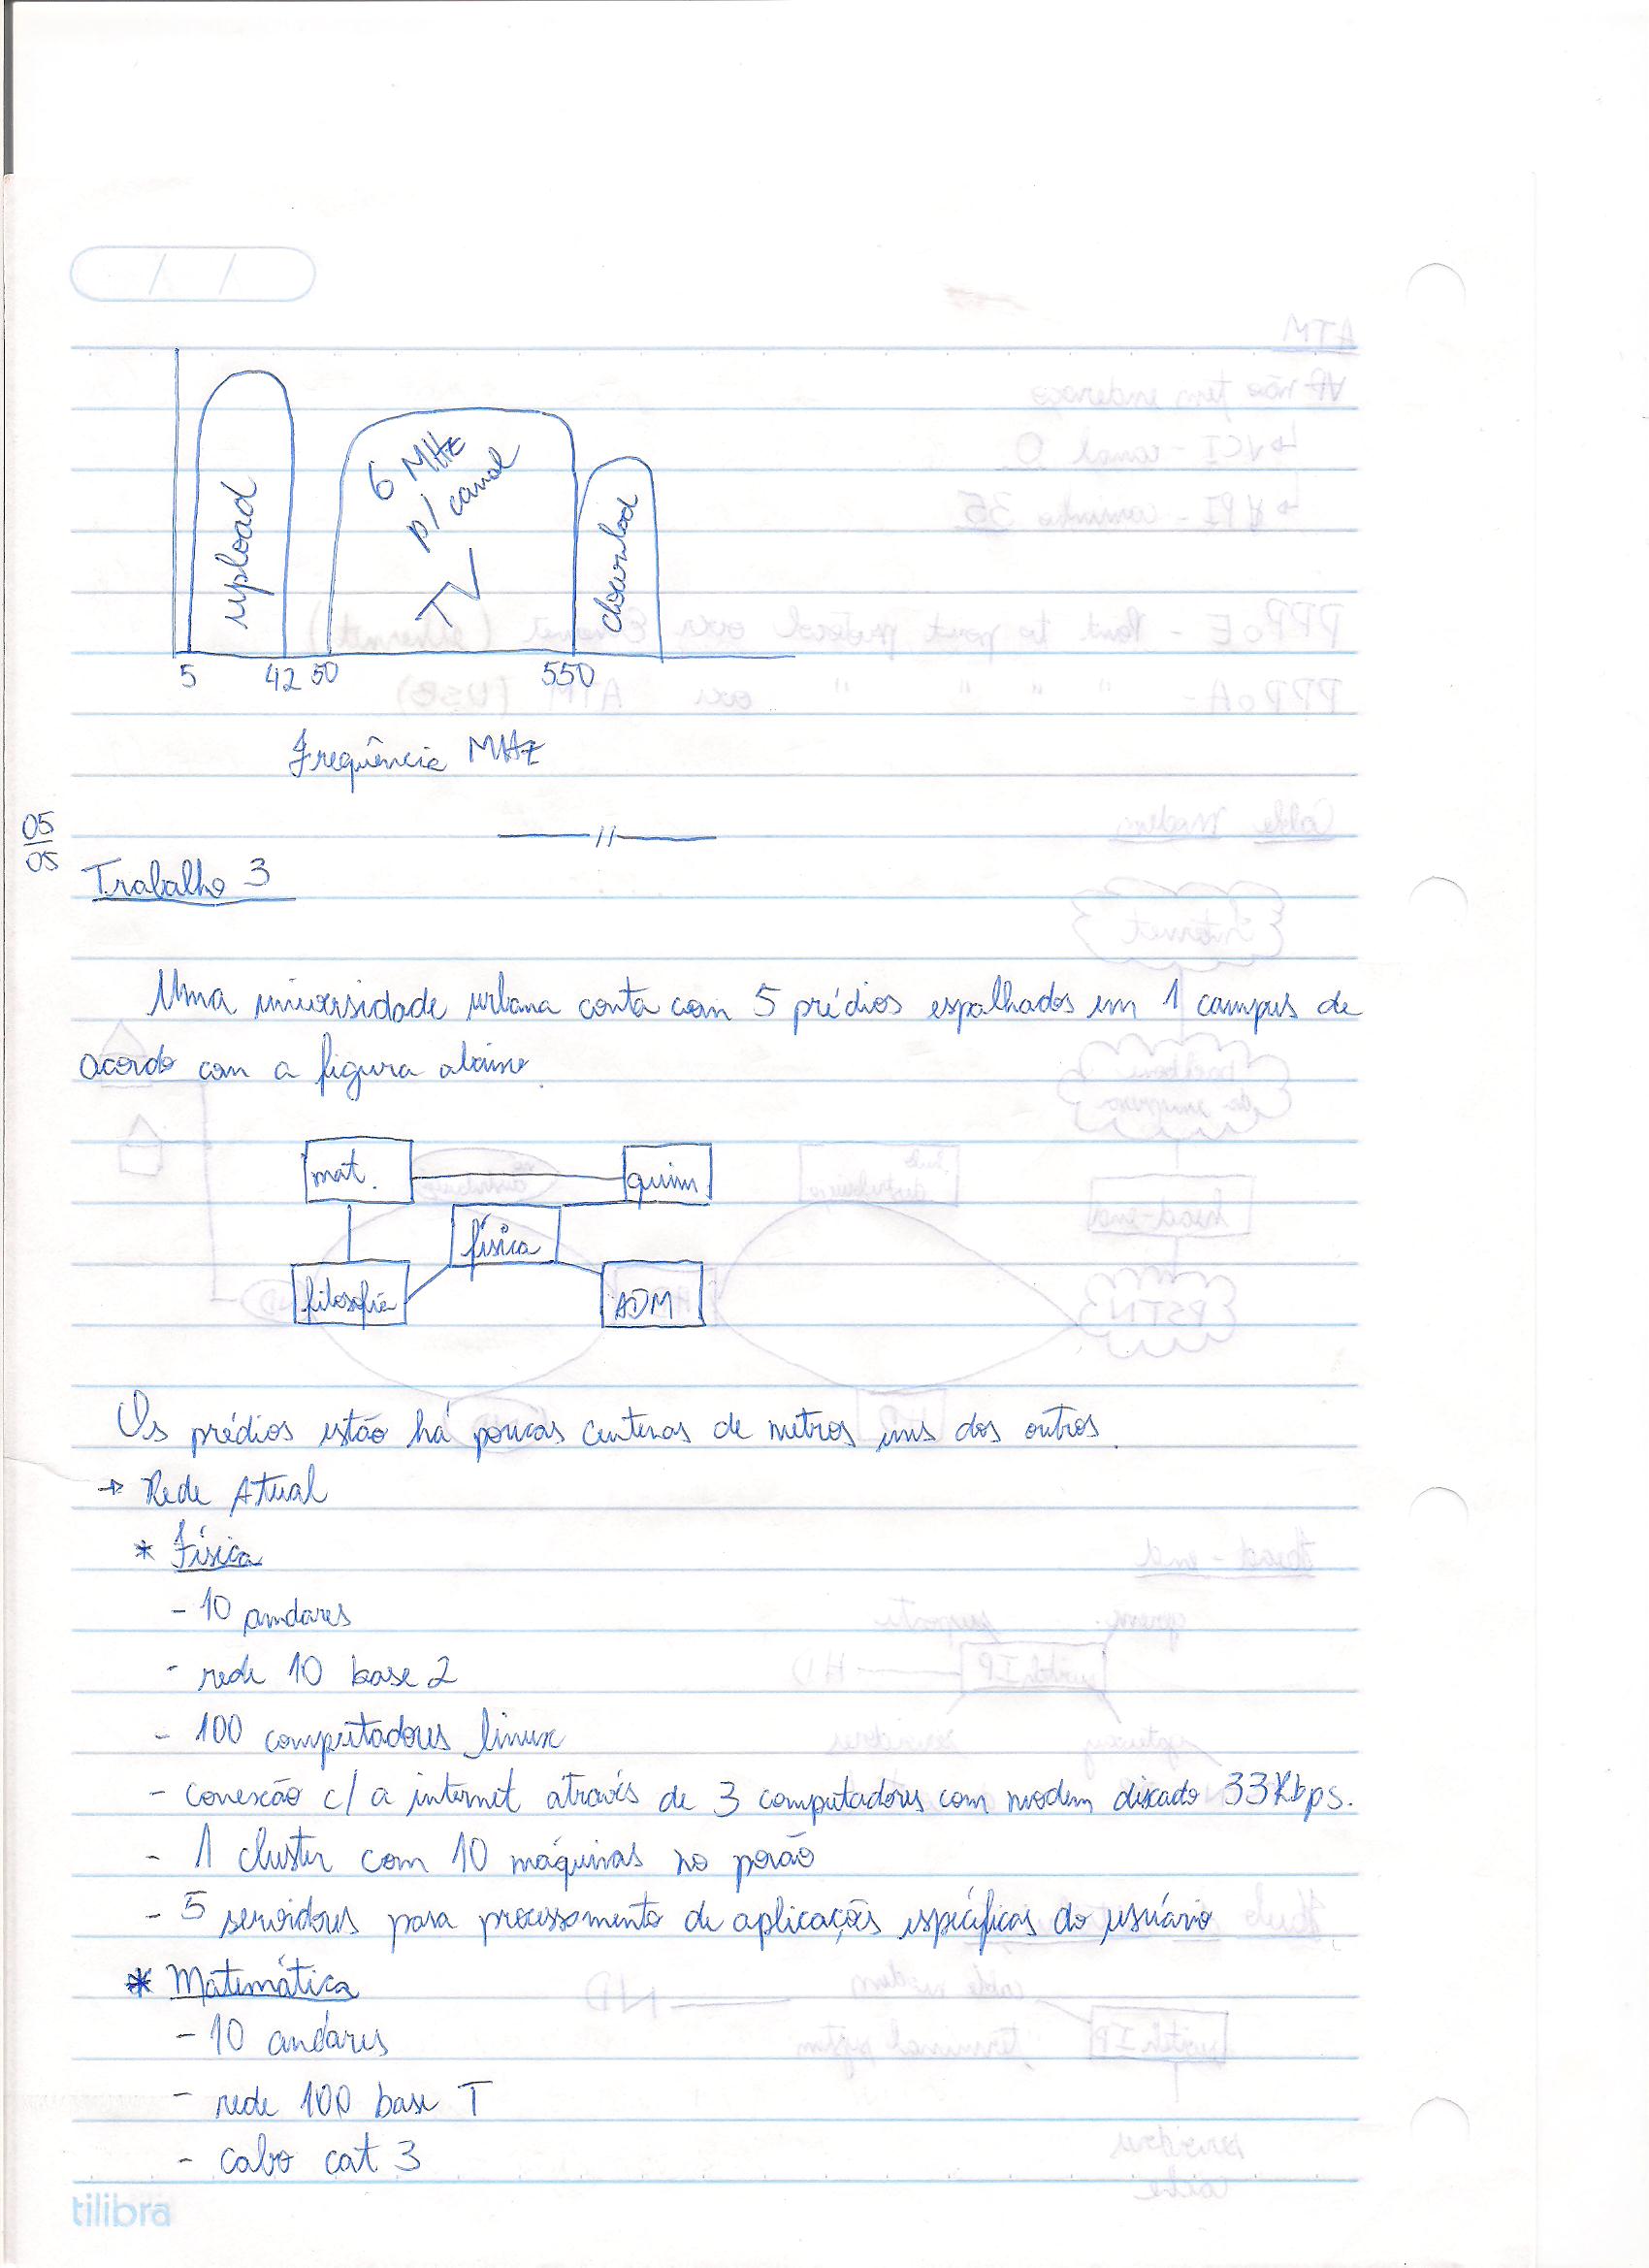 upload
6 MHz
p/ canal
TV
download
5 42 50 550
Frequência MHz
05
05
Trabalho 3
Uma universidade urbana conta com 5 prédios espalhados em 1 campus de
acordo com a figura abaixo.
mat. quim
física
filosofia ADM
Os prédios estão há poucas centenas de metros uns dos outros.
→ Rede Atual
* Física
- 10 andares
- rede 10 base 2
- 100 computadores linux
- conexão c/ a internet através de 3 computadores com modem discado 33Kbps.
- 1 cluster com 10 máquinas no porão
- 5 servidores para processamento de aplicações específicas do usuário
* Matemática
- 10 andares
- rede 100 base T
- cabo cat 3
tilibra